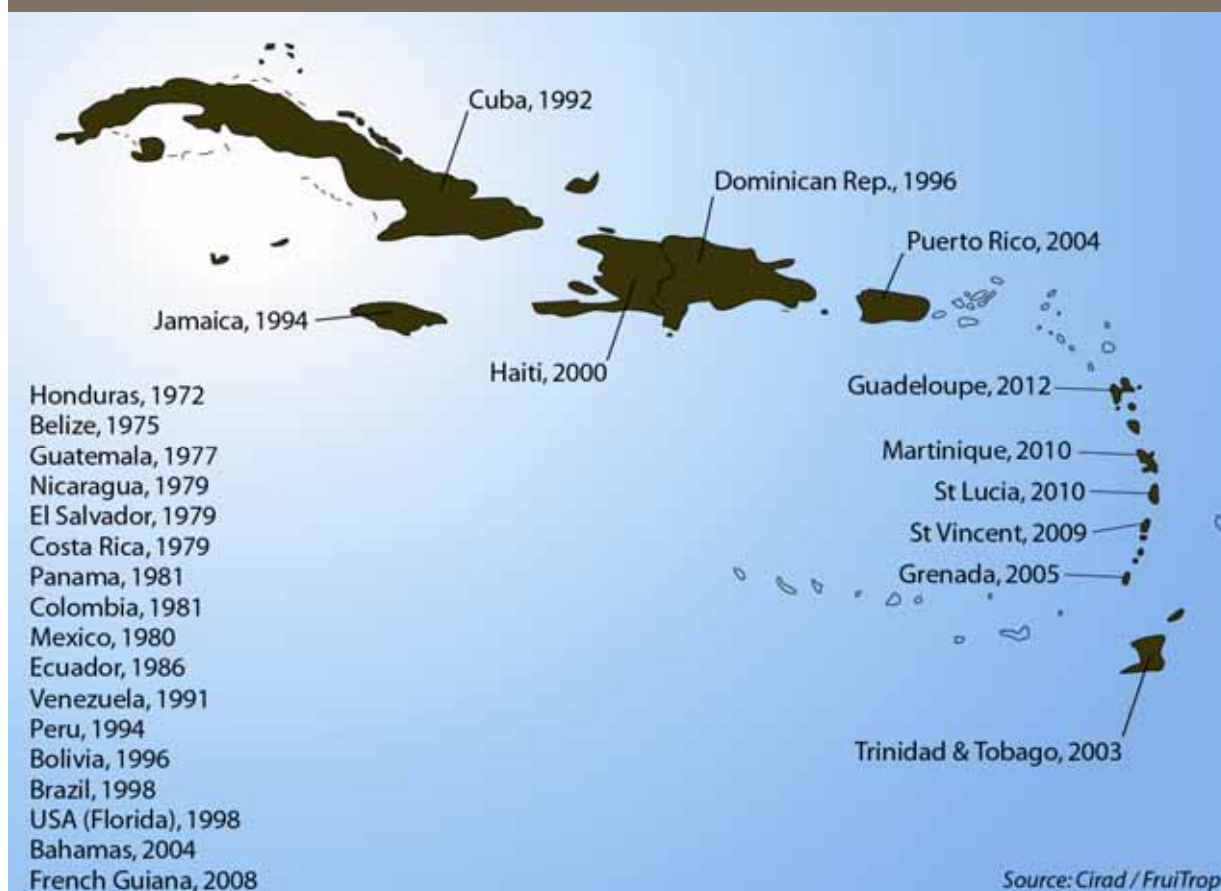 Cuba, 1992
Dominican Rep., 1996
Puerto Rico, 2004
Jamaica, 1994
Haiti, 2000
Guadeloupe, 2012
Martinique, 2010
St Lucia, 2010
St Vincent, 2009
Grenada, 2005
Trinidad & Tobago, 2003
Honduras, 1972
Belize, 1975
Guatemala, 1977
Nicaragua, 1979
El Salvador, 1979
Costa Rica, 1979
Panama, 1981
Colombia, 1981
Mexico, 1980
Ecuador, 1986
Venezuela, 1991
Peru, 1994
Bolivia, 1996
Brazil, 1998
USA (Florida), 1998
Bahamas, 2004
French Guiana, 2008
Source: Cirad / FruiTrop